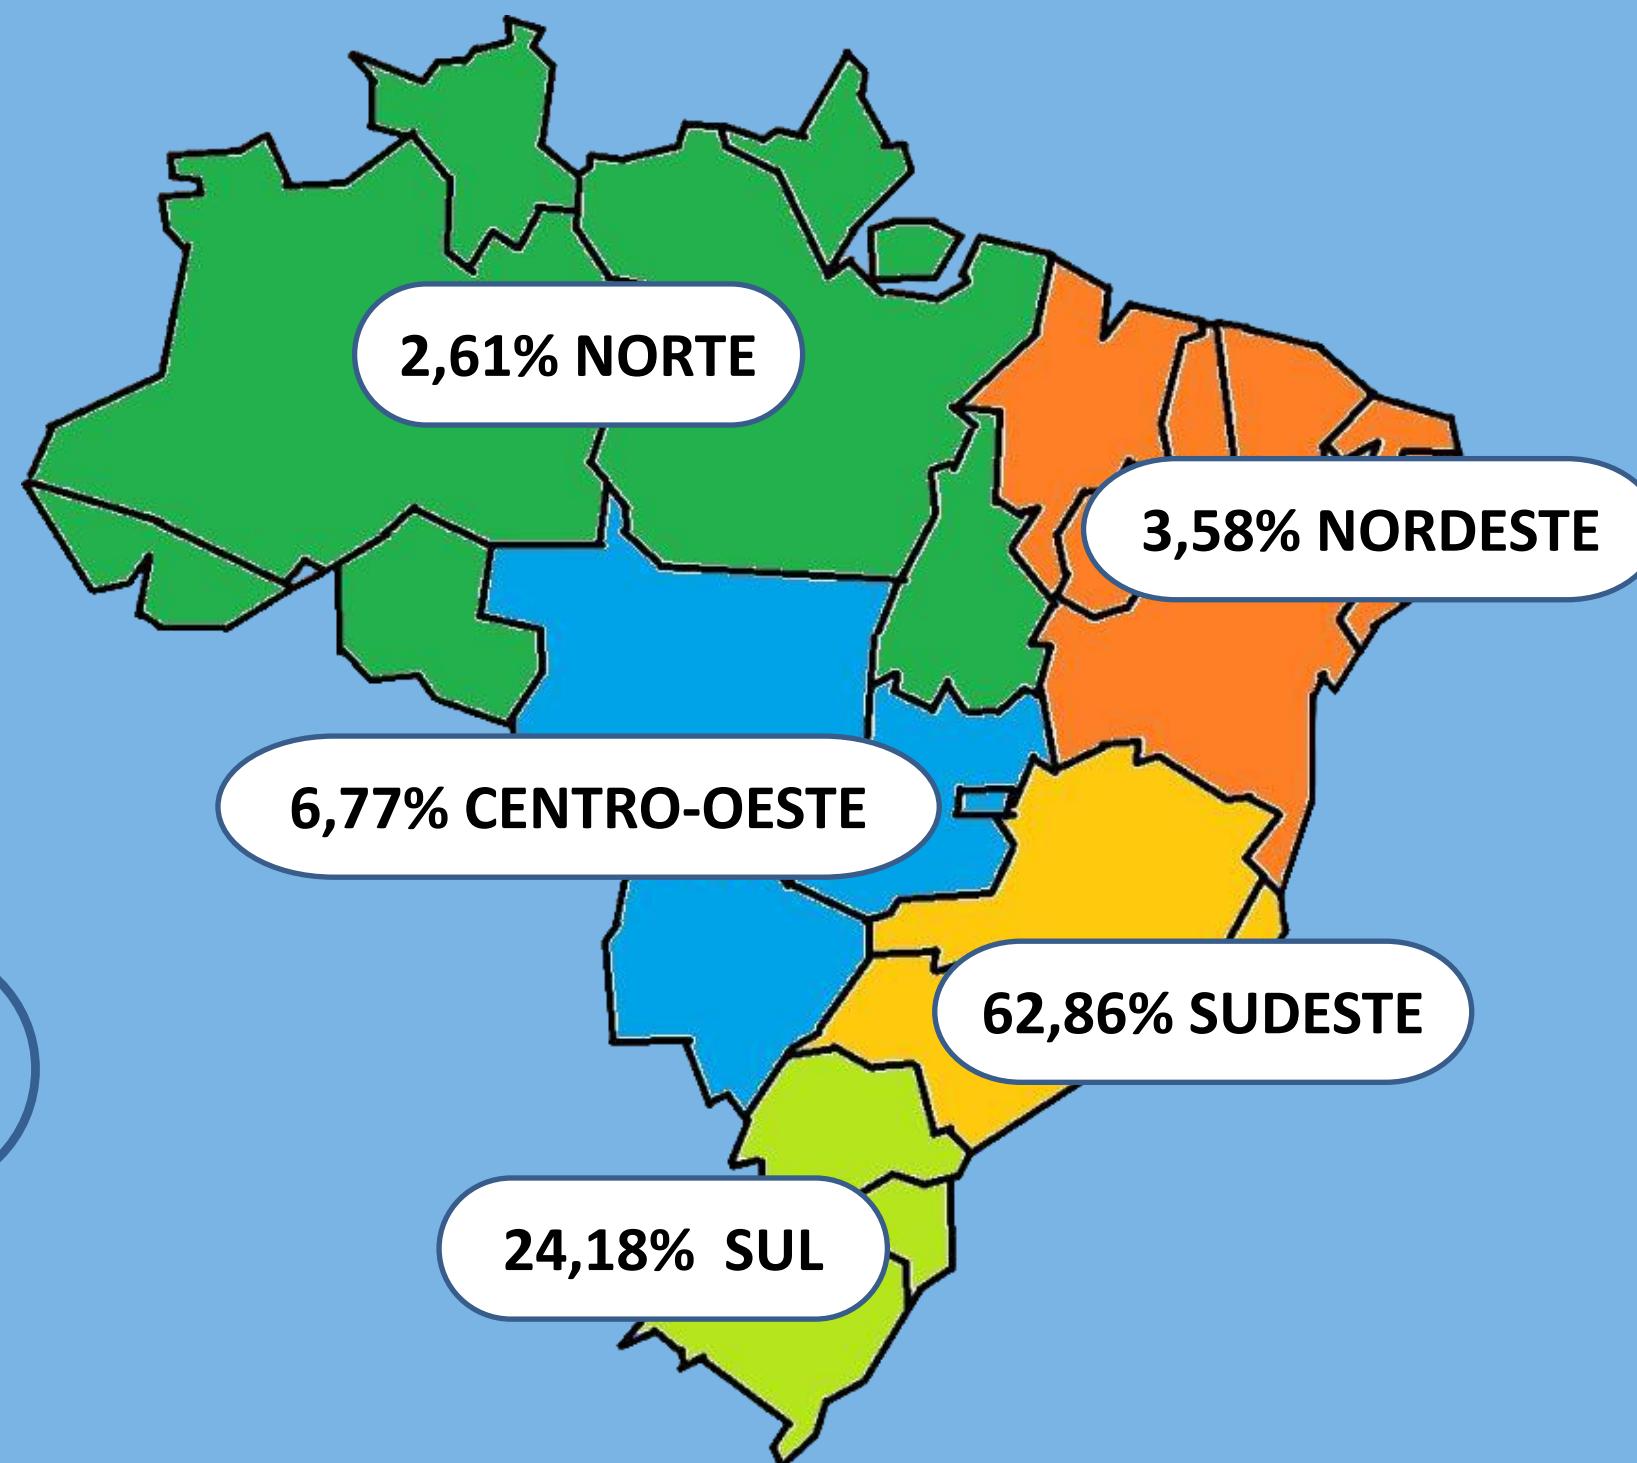 2,61% NORTE
3,58% NORDESTE
6,77% CENTRO-OESTE
62,86% SUDESTE
24,18% SUL